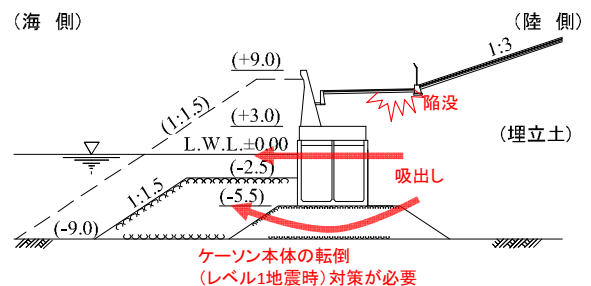 （海　側）
（陸　側）
1:3
(+9.0)
陥没
(1:1.5)
(+3.0)
（埋立土）
L.W.L.±0.00
(-2.5)
吸出し
1:1.5
(-5.5)
(-9.0)
ケーソン本体の転倒
（レベル1地震時）対策が必要